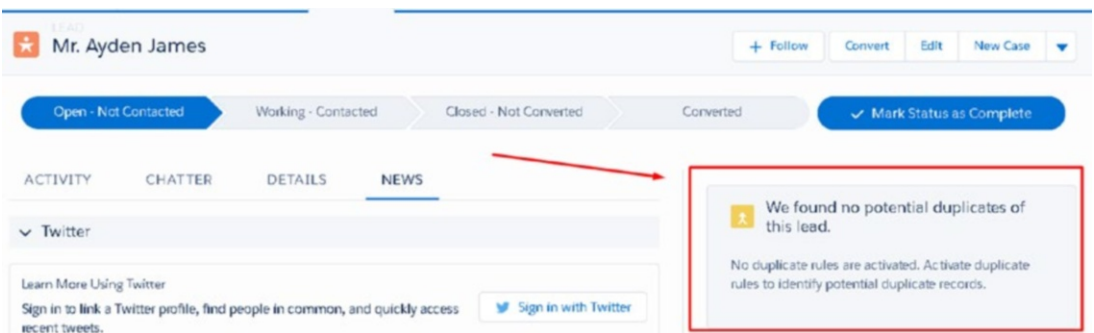 LEAD
Mr. Ayden James
+ Follow
Convert
Edit
New Case
Open - Not Contacted
Working - Contacted
Closed - Not Converted
Converted
✓ Mark Status as Complete
ACTIVITY
CHATTER
DETAILS
NEWS
Twitter
Learn More Using Twitter
Sign in to link a Twitter profile, find people in common, and quickly access
recent tweets.
Sign in with Twitter
We found no potential duplicates of
this lead.
No duplicate rules are activated. Activate duplicate
rules to identify potential duplicate records.